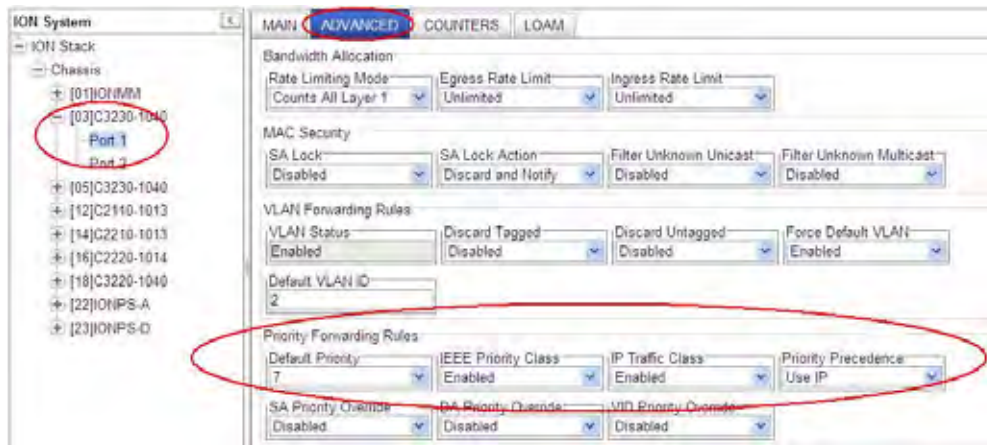 ION System
ION Stack
Chassis
[01]IONMM
[03]C3230-1040
Port 1
Port 2
[05]C3230-1040
[12]C2110-1013
[14]C2210-1013
[16]C2220-1014
[18]C3220-1040
[22]IONPS-A
[23]IONPS-D
MAIN ADVANCED COUNTERS LOAM
Bandwidth Allocation
Rate Limiting Mode Egress Rate Limit Ingress Rate Limit
Counts All Layer 1 Unlimited Unlimited
MAC Security
SA Lock SA Lock Action Filter Unknown Unicast Filter Unknown Multicast
Disabled Discard and Notify Disabled Disabled
VLAN Forwarding Rules
VLAN Status Discard Tagged Discard Untagged Force Default VLAN
Enabled Disabled Disabled Enabled
Default VLAN ID
2
Priority Forwarding Rules
Default Priority IEEE Priority Class IP Traffic Class Priority Precedence
7 Enabled Enabled Use IP
SA Priority Override DA Priority Override VID Priority Override
Disabled Disabled Disabled